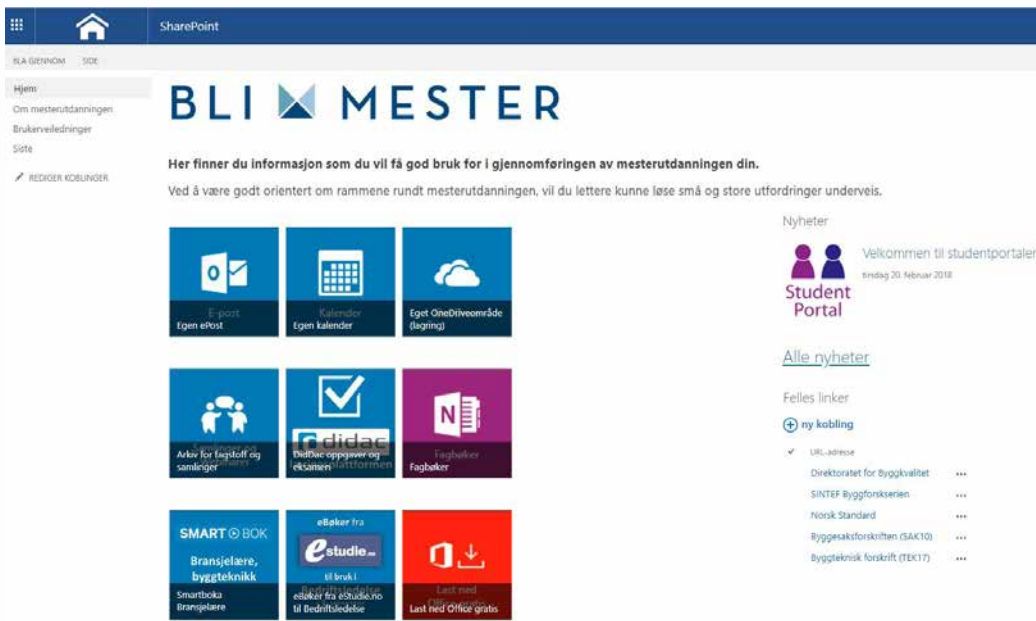 SharePoint
BLA GJENNOM SIDE
Hjem
Om mesterutdanningen
Brukerveiledninger
Siste
REDIGER KOBLINGER
BLI MESTER
Her finner du informasjon som du vil få god bruk for i gjennomføringen av mesterutdanningen din.
Ved å være godt orientert om rammene rundt mesterutdanningen, vil du lettere kunne løse små og store utfordringer underveis.
E-post
Egen ePost
Kalender
Egen kalender
Eget OneDriveområde
(lagring)
Arkiv for fagstoff og
samlinger
didac
DidDac oppgaver og
eksamen
N
Fagbøker
Fagbøker
SMART BOK
Bransjelære,
byggteknikk
Smartboka
Bransjelære
eBøker fra
estudie.no
til bruk i
Bedriftsledelse
eBøker fra eStudie.no
til Bedriftsledelse
Last ned
Office gratis
Last ned Office gratis
Nyheter
Student
Portal
Velkommen til studentportalen
tirsdag 20. februar 2018
Alle nyheter
Felles linker
ny kobling
URL-adresse
Direktoratet for Byggkvalitet ...
SINTEF Byggforskserien ...
Norsk Standard ...
Byggesaksforskriften (SAK10) ...
Byggteknisk forskrift (TEK17) ...